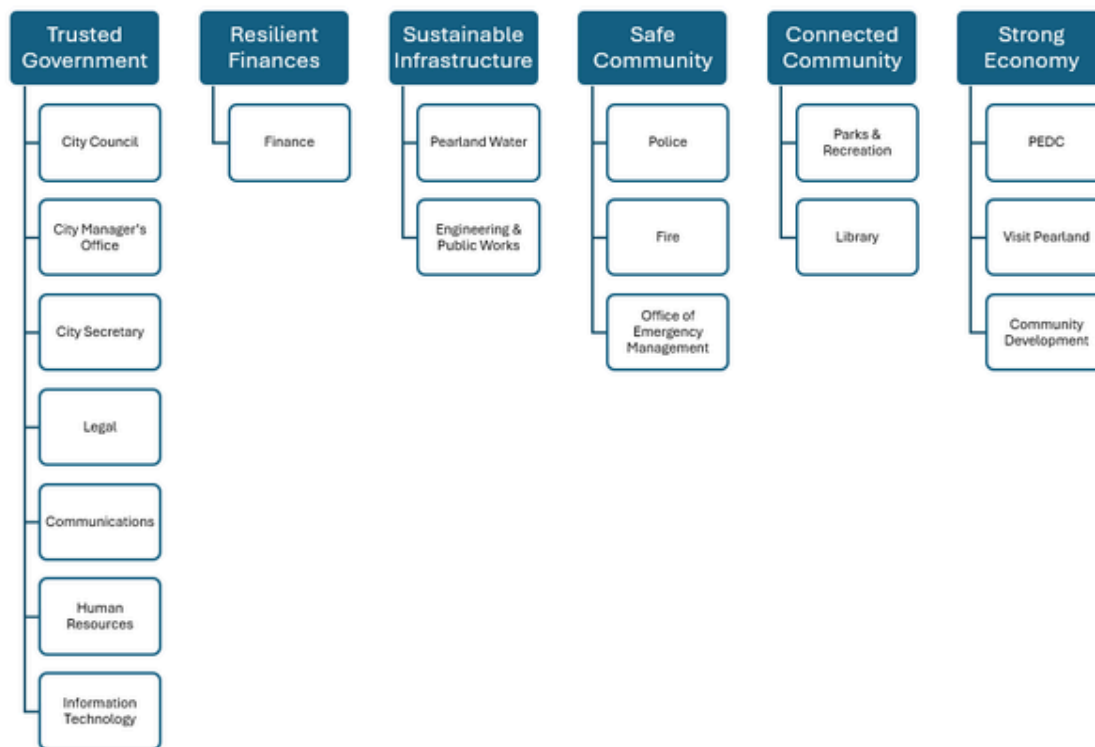 Trusted
Government
City Council
City Manager's
Office
City Secretary
Legal
Communications
Human
Resources
Information
Technology
Resilient
Finances
Finance
Sustainable
Infrastructure
Pearland Water
Engineering &
Public Works
Safe
Community
Police
Fire
Office of
Emergency
Management
Connected
Community
Parks &
Recreation
Library
Strong
Economy
PEDC
Visit Pearland
Community
Development